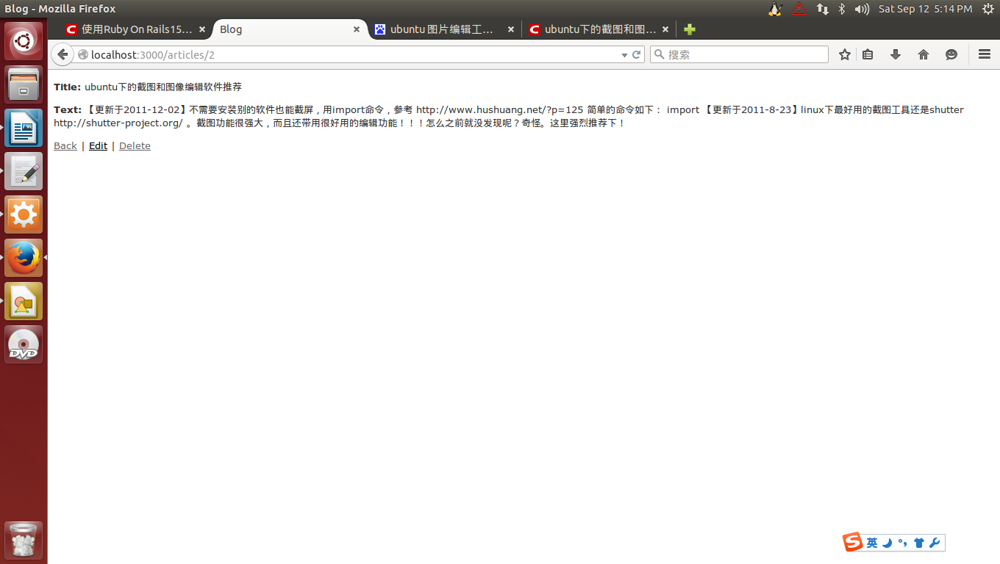 Blog - Mozilla Firefox
Sat Sep 12 5:14 PM
使用Ruby On Rails15...
Blog
ubuntu 图片编辑工...
ubuntu下的截图和图...
localhost:3000/articles/2
搜索
Title: ubuntu下的截图和图像编辑软件推荐
Text: 【更新于2011-12-02】不需要安装别的软件也能截屏，用import命令，参考 http://www.hushuang.net/?p=125 简单的命令如下： import 【更新于2011-8-23】linux下最好用的截图工具还是shutter
http://shutter-project.org/ 。截图功能很强大，而且还带用很好用的编辑功能！！！怎么之前就没发现呢？奇怪。这里强烈推荐下！
Back | Edit | Delete
DVD
S 英